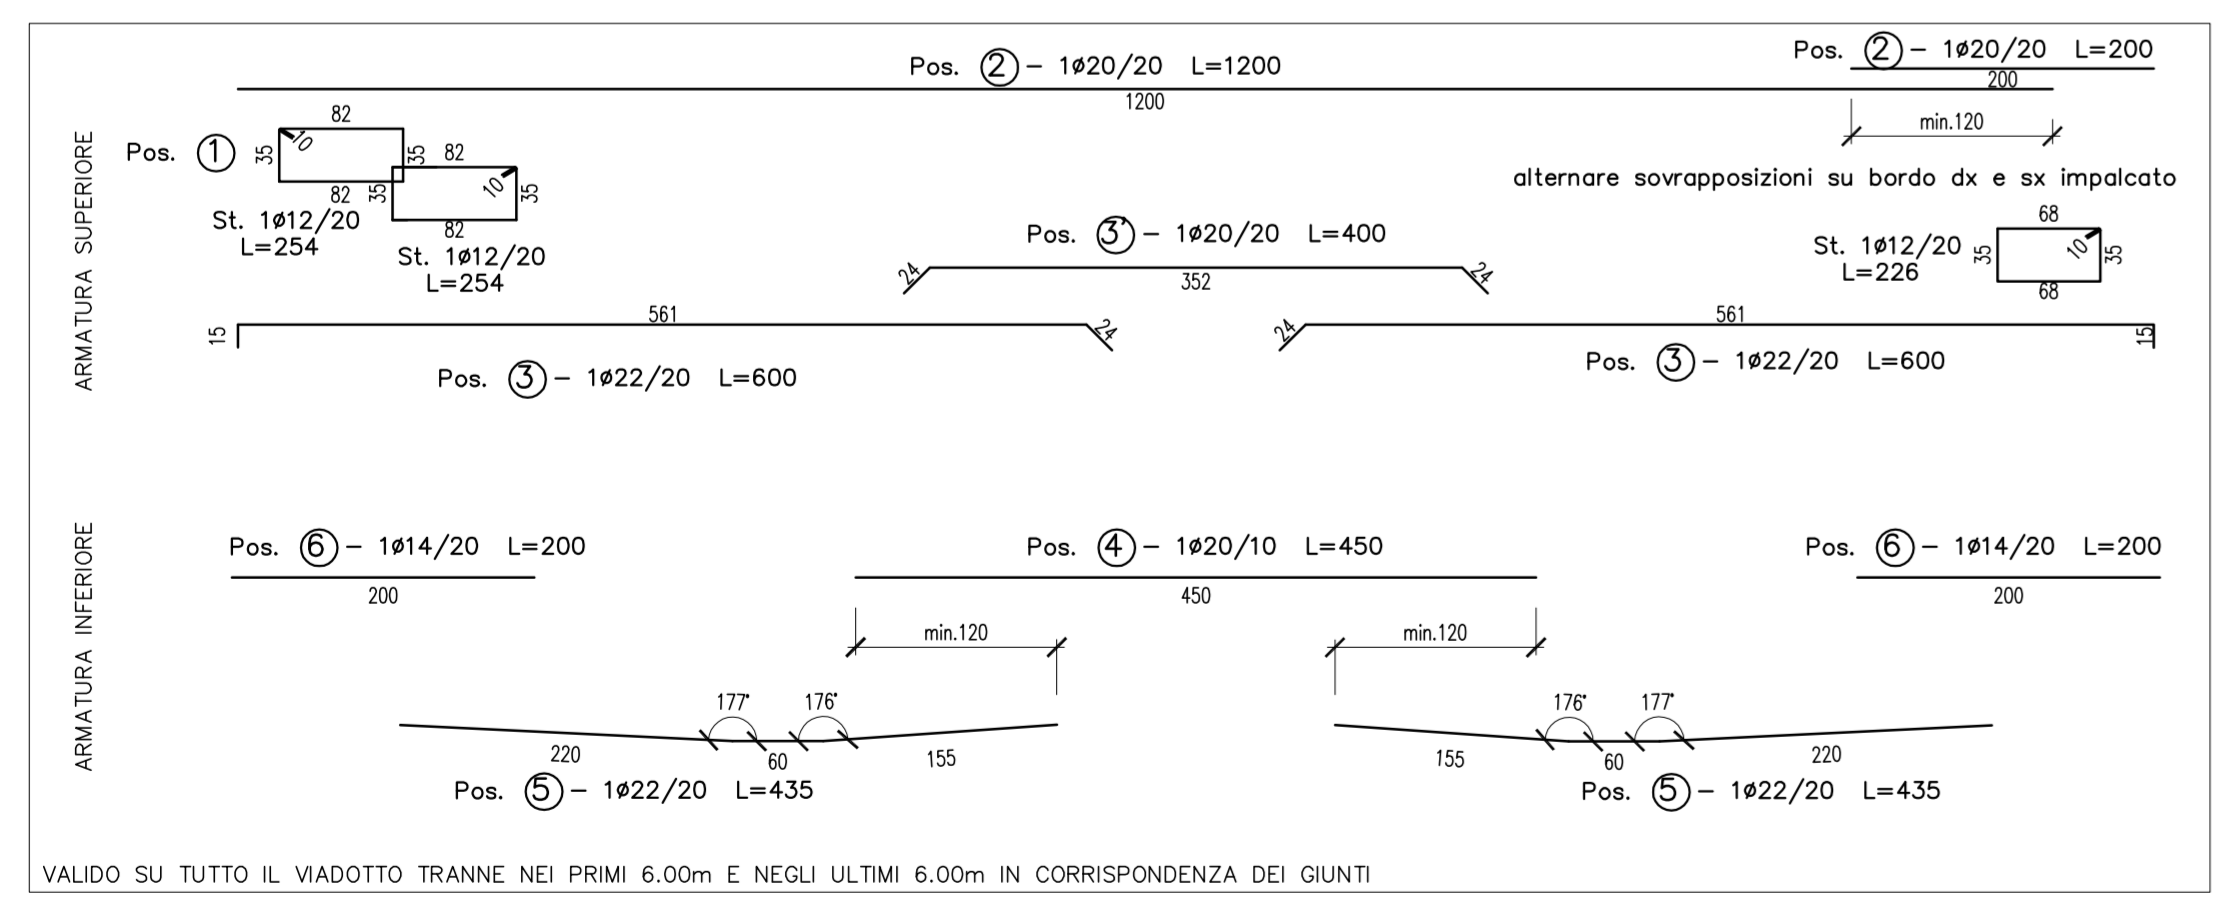 Pos. 2 – 1ø20/20 L=1200
1200
Pos. 2 – 1ø20/20 L=200
200
min.120
alternare sovrapposizioni su bordo dx e sx impalcato
ARMATURA SUPERIORE
Pos. 1
82
35
10
35
82
St. 1ø12/20
L=254
82
35
10
35
82
St. 1ø12/20
L=254
Pos. 3' – 1ø20/20 L=400
24
352
24
St. 1ø12/20
L=226
68
35
10
35
68
15
561
24
Pos. 3 – 1ø22/20 L=600
24
561
15
Pos. 3 – 1ø22/20 L=600
ARMATURA INFERIORE
Pos. 6 – 1ø14/20 L=200
200
Pos. 4 – 1ø20/10 L=450
450
Pos. 6 – 1ø14/20 L=200
200
min.120
min.120
177°
176°
220
60
155
Pos. 5 – 1ø22/20 L=435
176°
177°
155
60
220
Pos. 5 – 1ø22/20 L=435
VALIDO SU TUTTO IL VIADOTTO TRANNE NEI PRIMI 6.00m E NEGLI ULTIMI 6.00m IN CORRISPONDENZA DEI GIUNTI